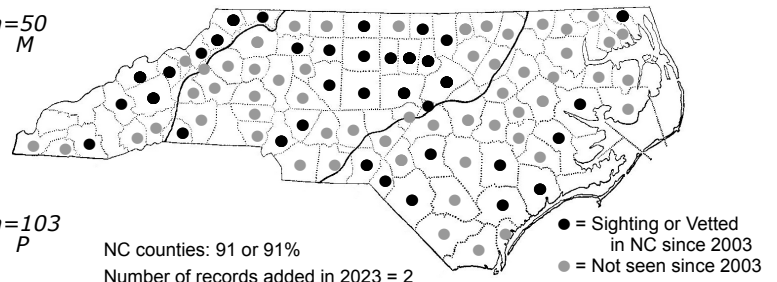 =50
M
=103
P
NC counties: 91 or 91%
Number of records added in 2023 = 2
= Sighting or Vetted
in NC since 2003
= Not seen since 2003